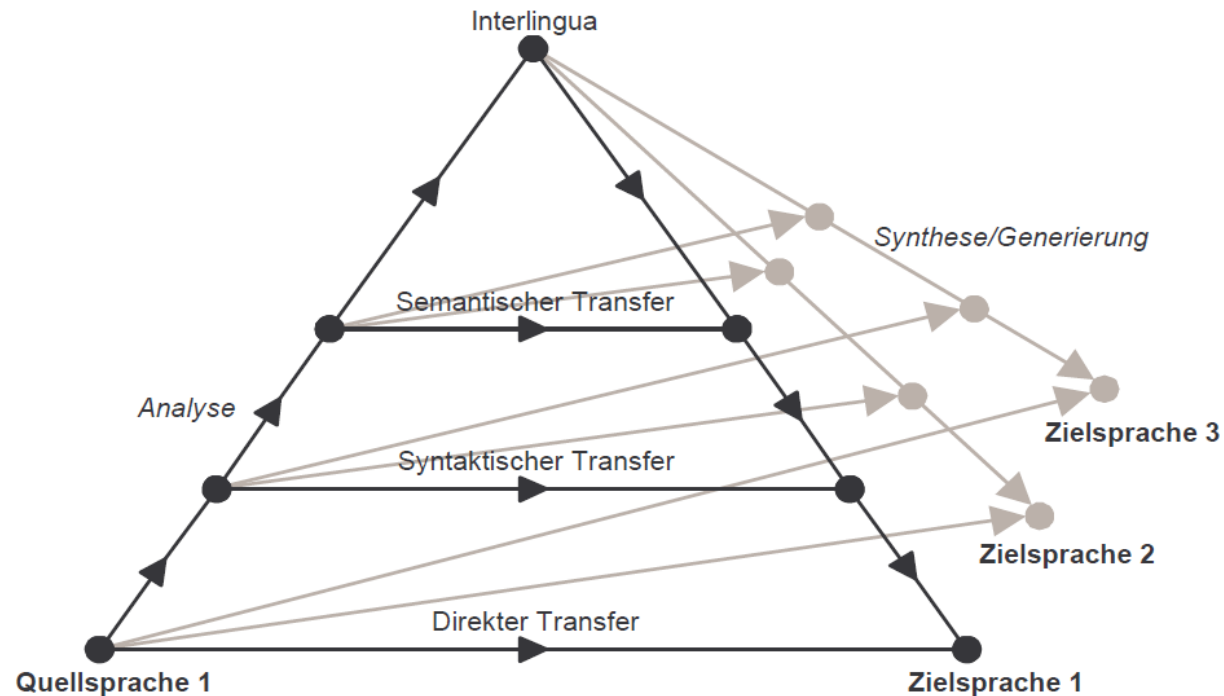 Interlingua
Synthese/Generierung
Semantischer Transfer
Analyse
Zielsprache 3
Syntaktischer Transfer
Zielsprache 2
Direkter Transfer
Quellsprache 1
Zielsprache 1